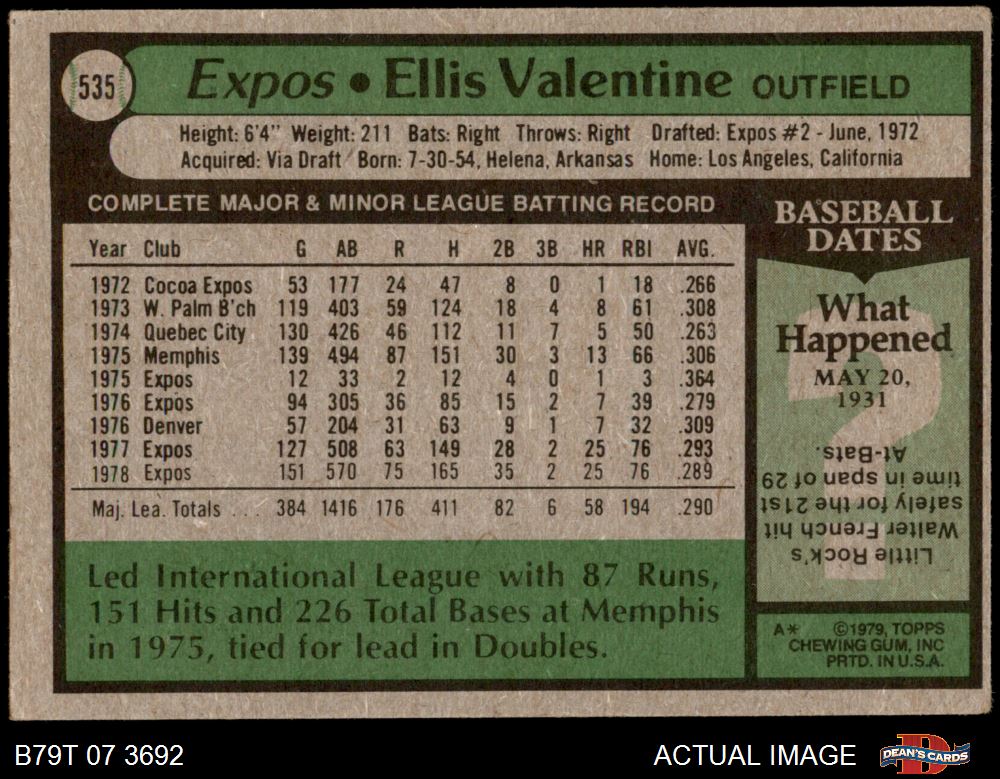 535
Expos • Ellis Valentine OUTFIELD
Height: 6'4" Weight: 211 Bats: Right Throws: Right Drafted: Expos #2 - June, 1972
Acquired: Via Draft Born: 7-30-54, Helena, Arkansas Home: Los Angeles, California
COMPLETE MAJOR & MINOR LEAGUE BATTING RECORD
Year Club G AB R H 2B 3B HR RBI AVG.
1972 Cocoa Expos 53 177 24 47 8 0 1 18 .266
1973 W. Palm B'ch 119 403 59 124 18 4 8 61 .308
1974 Quebec City 130 426 46 112 11 7 5 50 .263
1975 Memphis 139 494 87 151 30 3 13 66 .306
1975 Expos 12 33 2 12 4 0 1 3 .364
1976 Expos 94 305 36 85 15 2 7 39 .279
1976 Denver 57 204 31 63 9 1 7 32 .309
1977 Expos 127 508 63 149 28 2 25 76 .293
1978 Expos 151 570 75 165 35 2 25 76 .289
Maj. Lea. Totals ... 384 1416 176 411 82 6 58 194 .290
Led International League with 87 Runs,
151 Hits and 226 Total Bases at Memphis
in 1975, tied for lead in Doubles.
BASEBALL
DATES
What
Happened
MAY 20,
1931
?
Little Rock's
Walter French hit
safely for the 21st
time in span of 29
At-Bats.
A* ©1979, TOPPS
CHEWING GUM, INC
PRTD. IN U.S.A.
B79T 07 3692
ACTUAL IMAGE
D
DEAN'S CARDS